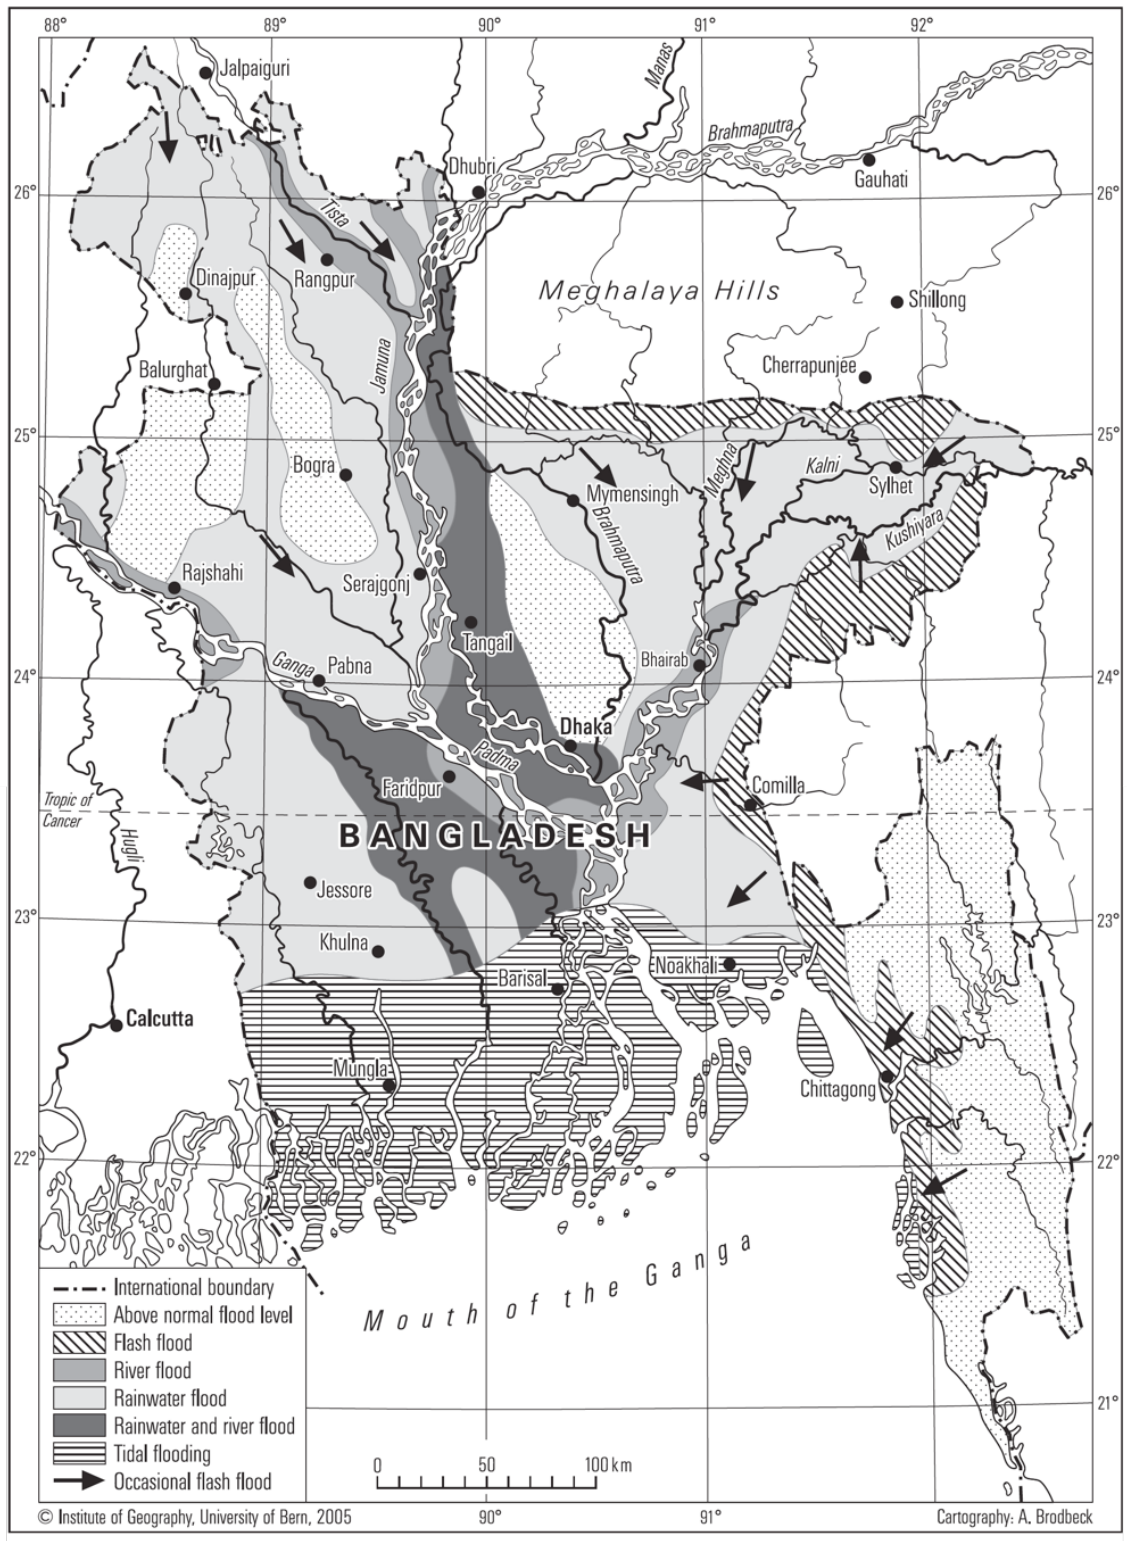 88°
89°
90°
91°
92°
Jalpaiguri
Manas
Brahmaputra
Dhubri
Gauhati
26°
26°
Tista
Rangpur
Dinajpur
Meghalaya Hills
Shillong
Jamuna
Balurghat
Cherrapunjee
25°
25°
Bogra
Meghna
Kalni
Sylhet
Mymensingh
Brahmaputra
Kushiyara
Rajshahi
Serajgonj
Tangail
Bhairab
Ganga
Pabna
24°
24°
Dhaka
Padma
Faridpur
Comilla
Tropic of
Cancer
BANGLADESH
Hugli
Jessore
23°
23°
Khulna
Noakhali
Barisal
Calcutta
Mungla
Chittagong
22°
22°
Mouth of the Ganga
International boundary
Above normal flood level
Flash flood
River flood
Rainwater flood
Rainwater and river flood
Tidal flooding
Occasional flash flood
21°
0 50 100 km
© Institute of Geography, University of Bern, 2005
90°
91°
Cartography: A. Brodbeck